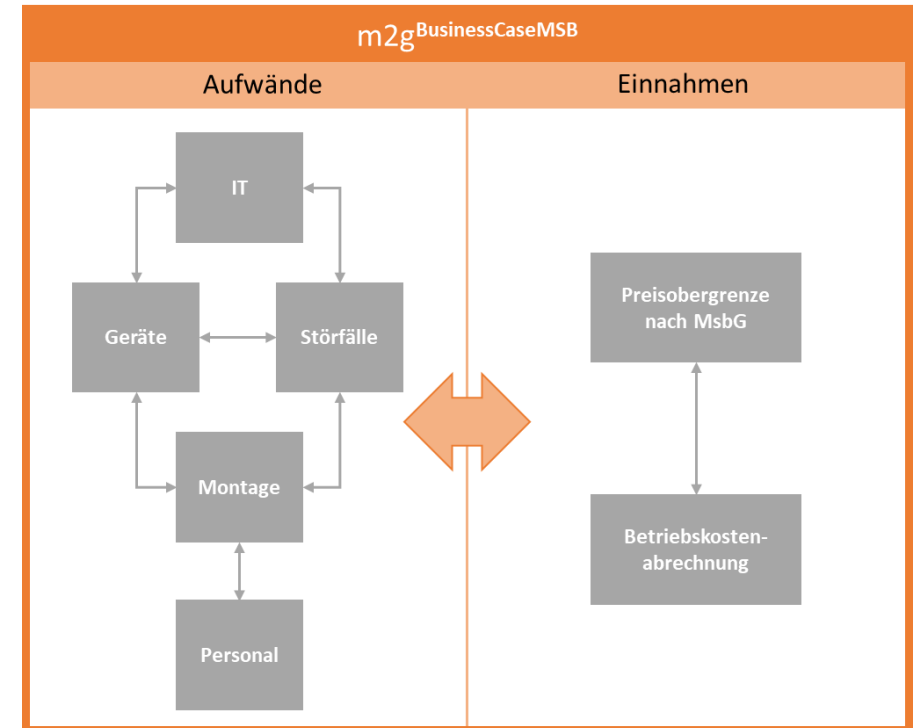 m2gBusinessCaseMSB
Aufwände
Einnahmen
IT
Geräte
Störfälle
Montage
Personal
Preisobergrenze
nach MsbG
Betriebskosten-
abrechnung